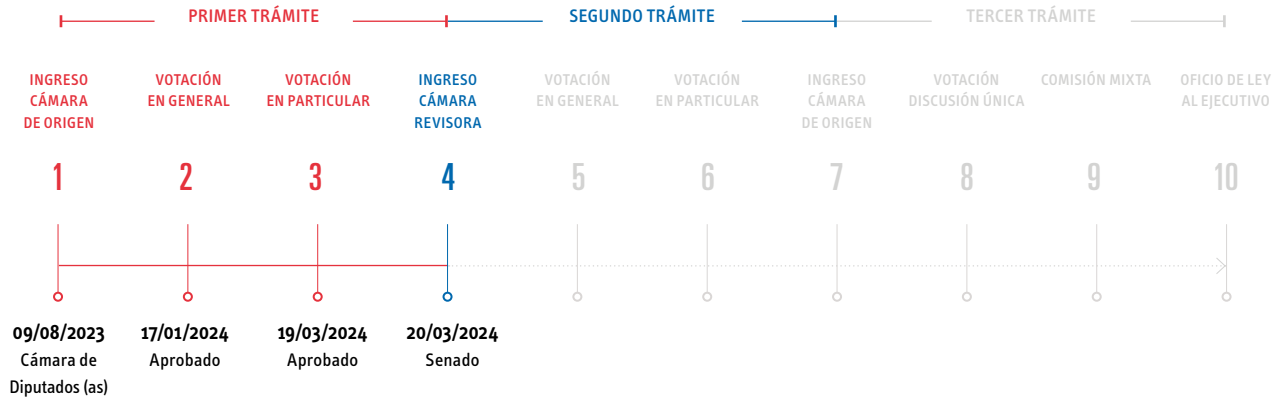 PRIMER TRÁMITE
SEGUNDO TRÁMITE
TERCER TRÁMITE
INGRESO
CÁMARA
DE ORIGEN
VOTACIÓN
EN GENERAL
VOTACIÓN
EN PARTICULAR
INGRESO
CÁMARA
REVISORA
VOTACIÓN
EN GENERAL
VOTACIÓN
EN PARTICULAR
INGRESO
CÁMARA
DE ORIGEN
VOTACIÓN
DISCUSIÓN ÚNICA
COMISIÓN MIXTA
OFICIO DE LEY
AL EJECUTIVO
1
2
3
4
5
6
7
8
9
10
09/08/2023
Cámara de
Diputados (as)
17/01/2024
Aprobado
19/03/2024
Aprobado
20/03/2024
Senado